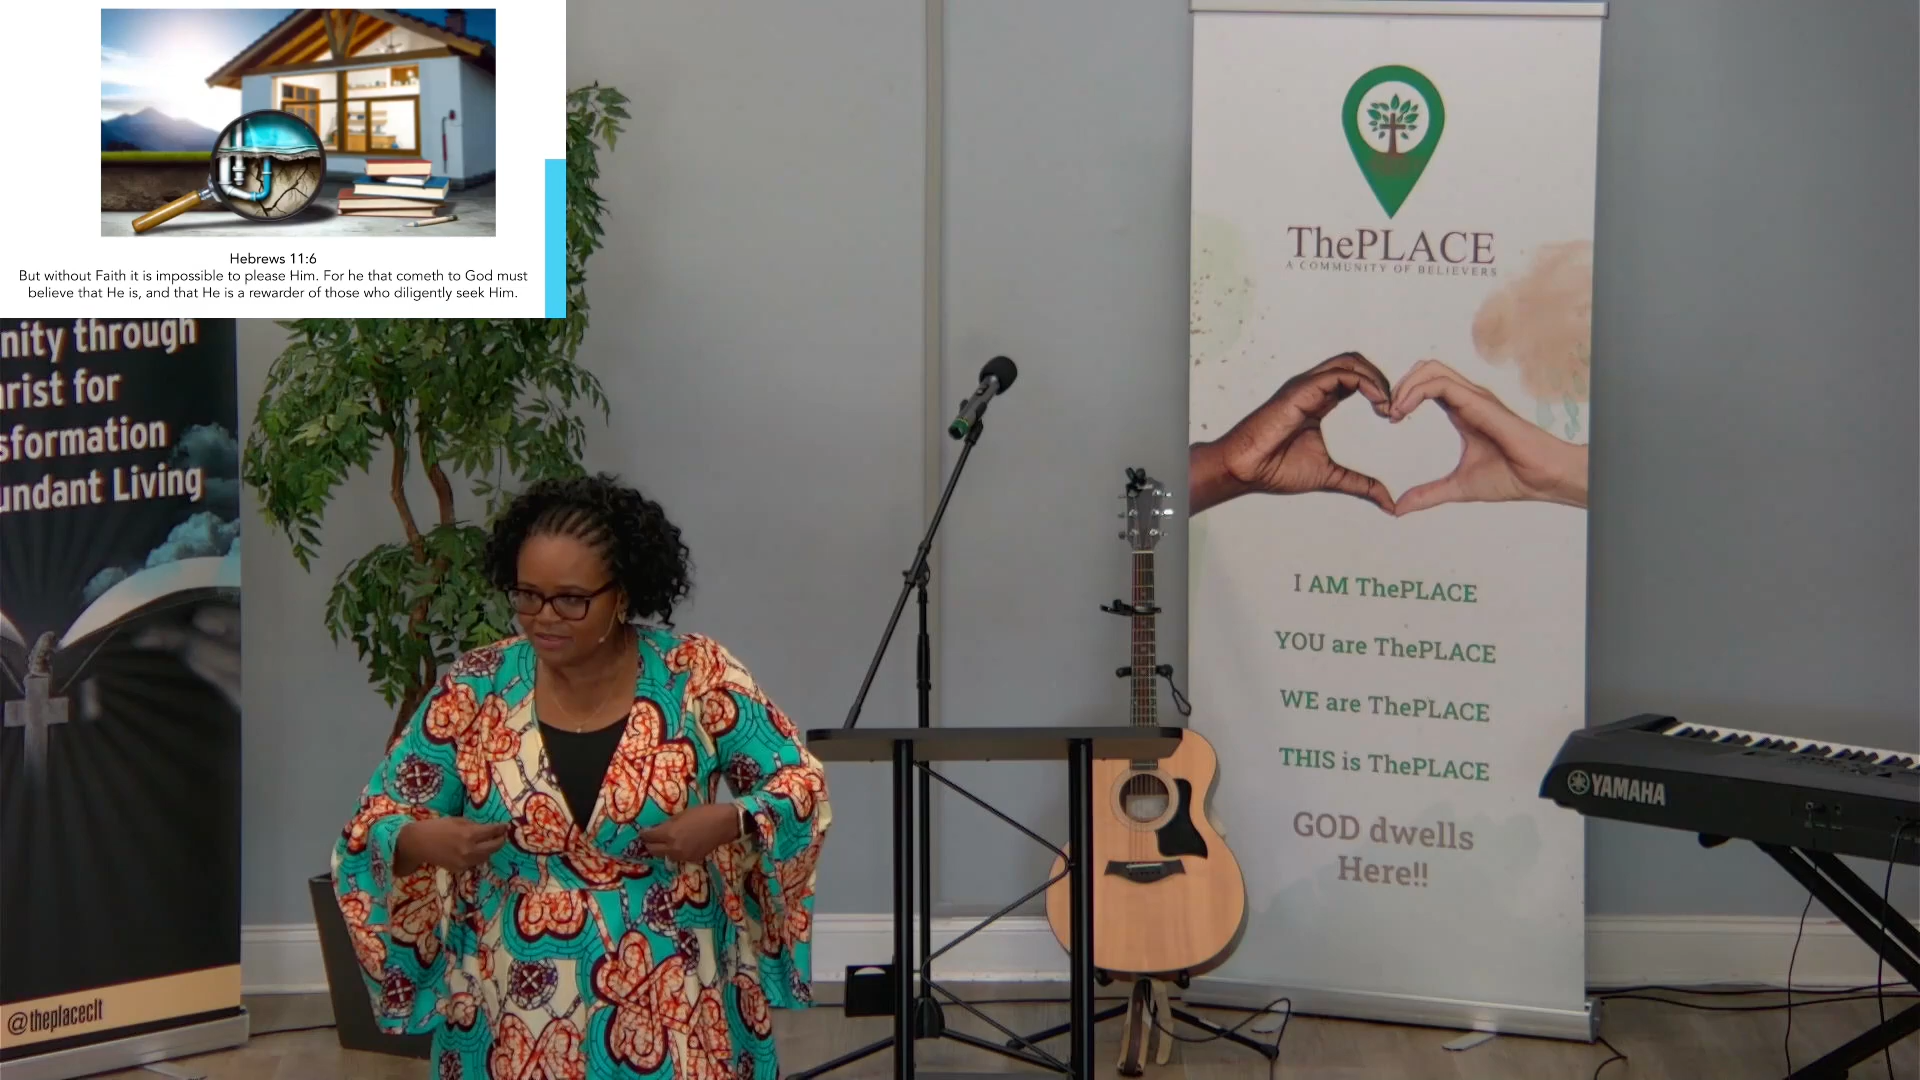 Hebrews 11:6
But without Faith it is impossible to please Him. For he that cometh to God must
believe that He is, and that He is a rewarder of those who diligently seek Him.
nity through
rist for
sformation
undant Living
@theplaceclt
ThePLACE
A COMMUNITY OF BELIEVERS
I AM ThePLACE
YOU are ThePLACE
WE are ThePLACE
THIS is ThePLACE
GOD dwells
Here!!
YAMAHA